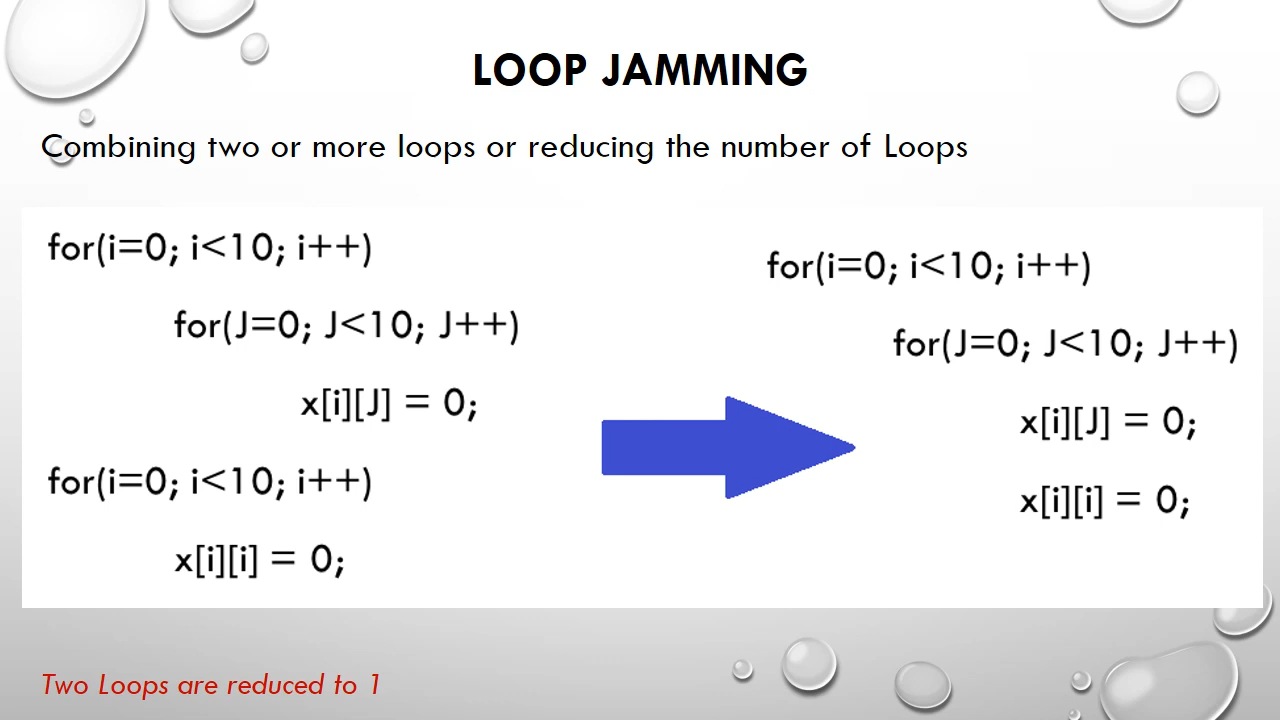 LOOP JAMMING
Combining two or more loops or reducing the number of Loops
for(i=0; i<10; i++)
for(J=0; J<10; J++)
x[i][J] = 0;
for(i=0; i<10; i++)
x[i][i] = 0;
for(i=0; i<10; i++)
for(J=0; J<10; J++)
x[i][J] = 0;
x[i][i] = 0;
Two Loops are reduced to 1